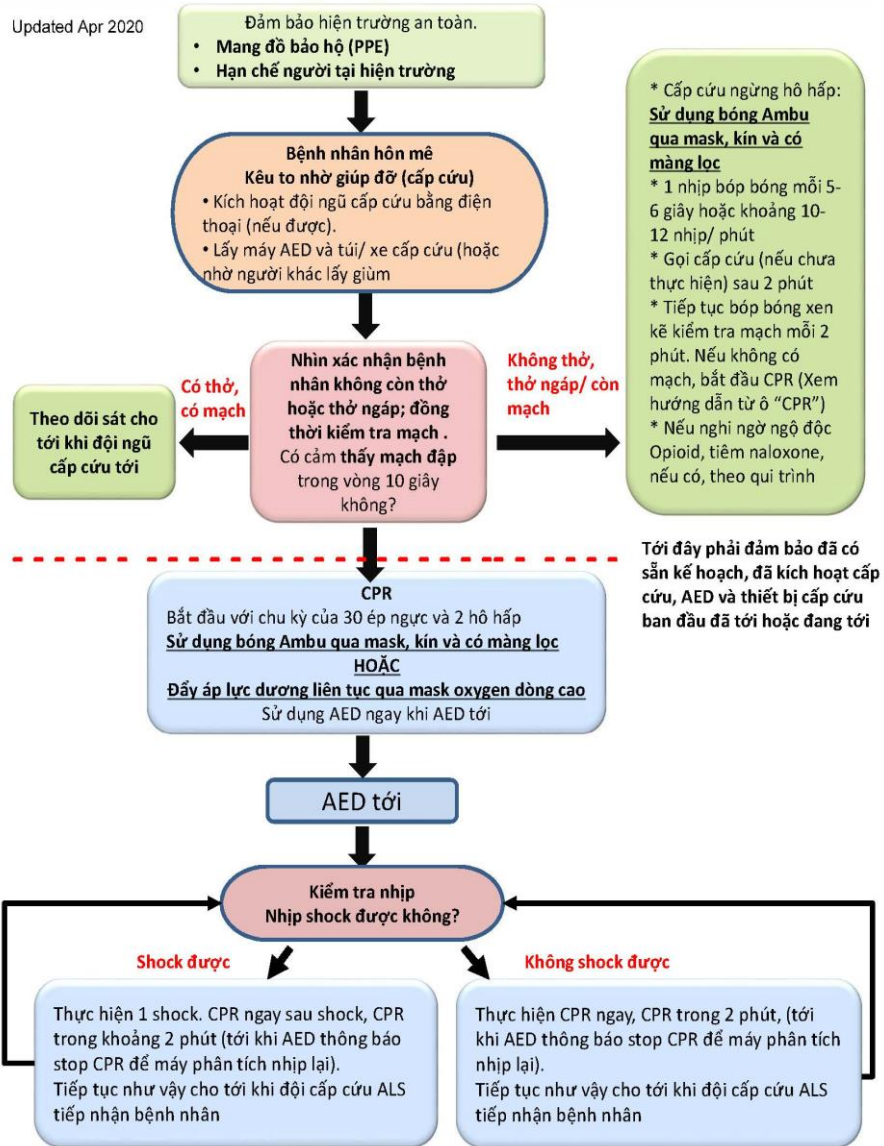 Updated Apr 2020
Đảm bảo hiện trường an toàn.
• Mang đồ bảo hộ (PPE)
• Hạn chế người tại hiện trường
Bệnh nhân hôn mê
Kêu to nhờ giúp đỡ (cấp cứu)
• Kích hoạt đội ngũ cấp cứu bằng điện
thoại (nếu được).
• Lấy máy AED và túi/ xe cấp cứu (hoặc
nhờ người khác lấy giùm
* Cấp cứu ngừng hô hấp:
Sử dụng bóng Ambu
qua mask, kín và có
màng lọc
* 1 nhịp bóp bóng mỗi 5-
6 giây hoặc khoảng 10-
12 nhịp/ phút
* Gọi cấp cứu (nếu chưa
thực hiện) sau 2 phút
* Tiếp tục bóp bóng xen
kẽ kiểm tra mạch mỗi 2
phút. Nếu không có
mạch, bắt đầu CPR (Xem
hướng dẫn từ ô “CPR”)
* Nếu nghi ngờ ngộ độc
Opioid, tiêm naloxone,
nếu có, theo qui trình
Nhìn xác nhận bệnh
nhân không còn thở
hoặc thở ngáp; đồng
thời kiểm tra mạch .
Có cảm thấy mạch đập
trong vòng 10 giây
không?
Có thở,
có mạch
Không thở,
thở ngáp/ còn
mạch
Theo dõi sát cho
tới khi đội ngũ
cấp cứu tới
Tới đây phải đảm bảo đã có
sẵn kế hoạch, đã kích hoạt cấp
cứu, AED và thiết bị cấp cứu
ban đầu đã tới hoặc đang tới
CPR
Bắt đầu với chu kỳ của 30 ép ngực và 2 hô hấp
Sử dụng bóng Ambu qua mask, kín và có màng lọc
HOẶC
Đẩy áp lực dương liên tục qua mask oxygen dòng cao
Sử dụng AED ngay khi AED tới
AED tới
Kiểm tra nhịp
Nhịp shock được không?
Shock được
Không shock được
Thực hiện 1 shock. CPR ngay sau shock, CPR
trong khoảng 2 phút (tới khi AED thông báo
stop CPR để máy phân tích nhịp lại).
Tiếp tục như vậy cho tới khi đội cấp cứu ALS
tiếp nhận bệnh nhân
Thực hiện CPR ngay, CPR trong 2 phút, (tới
khi AED thông báo stop CPR để máy phân tích
nhịp lại).
Tiếp tục như vậy cho tới khi đội cấp cứu ALS
tiếp nhận bệnh nhân